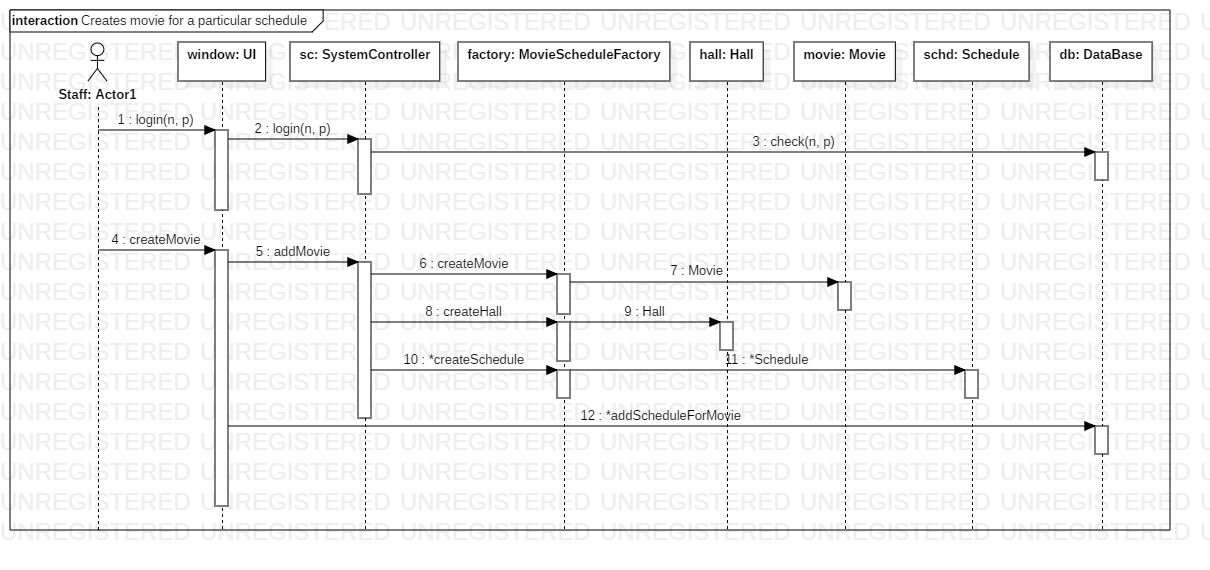 interaction Creates movie for a particular schedule
window: UI
sc: SystemController
factory: MovieScheduleFactory
hall: Hall
movie: Movie
schd: Schedule
db: DataBase
Staff: Actor1
1 : login(n, p)
2 : login(n, p)
3 : check(n, p)
4 : createMovie
5 : addMovie
6 : createMovie
7 : Movie
8 : createHall
9 : Hall
10 : *createSchedule
11 : *Schedule
12 : *addScheduleForMovie
UNREGISTERED